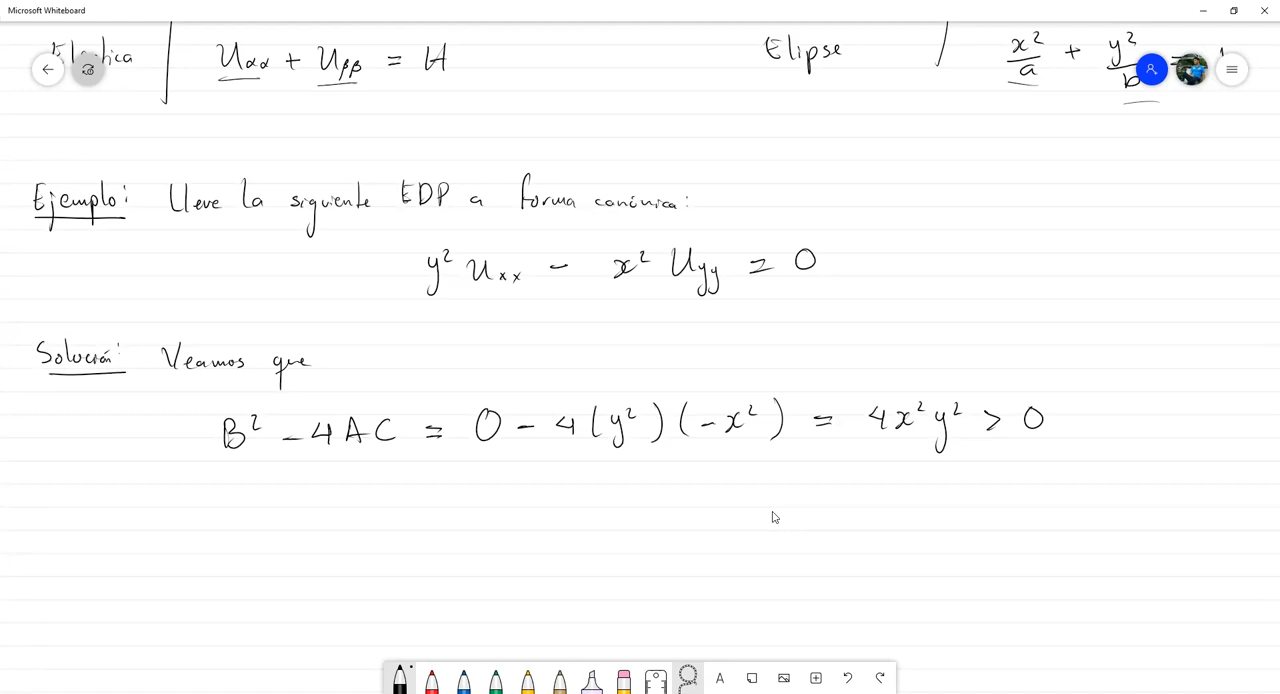 Microsoft Whiteboard
U_αα + U_ββ = H Elipse x²/a + y²/b =
Ejemplo: Lleve la siguiente EDP a forma canónica:
y² u_xx - x² u_yy = 0
Solución: Veamos que
B² - 4AC = 0 - 4(y²)(-x²) = 4x²y² > 0
A